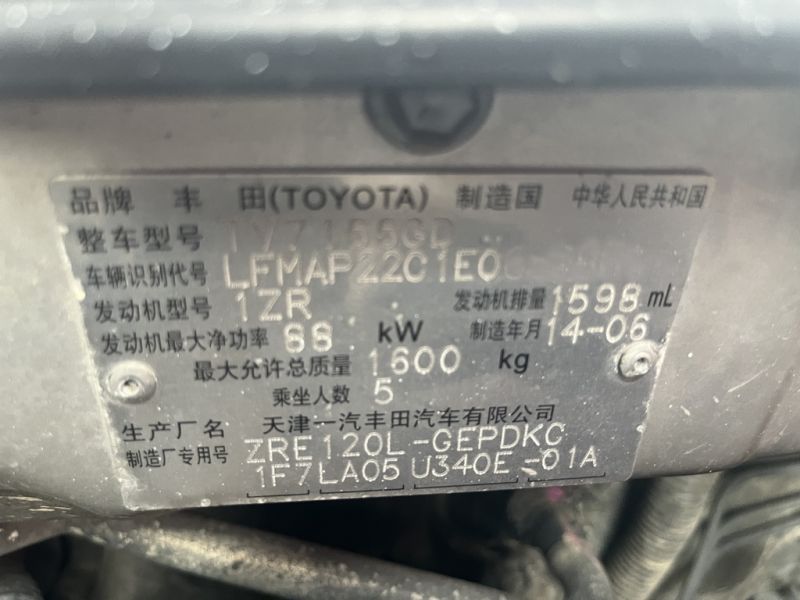 品牌 丰 田(TOYOTA) 制造国 中华人民共和国
整车型号
车辆识别代号 LFMAP22C1E0
发动机型号 1ZR 发动机排量 1598 mL
发动机最大净功率 88 kW 制造年月 14-06
最大允许总质量 1600 kg
乘坐人数 5
生产厂名 天津一汽丰田汽车有限公司
制造厂专用号 ZRE120L-GEPDKC
1F7 LA05 U340E -01A